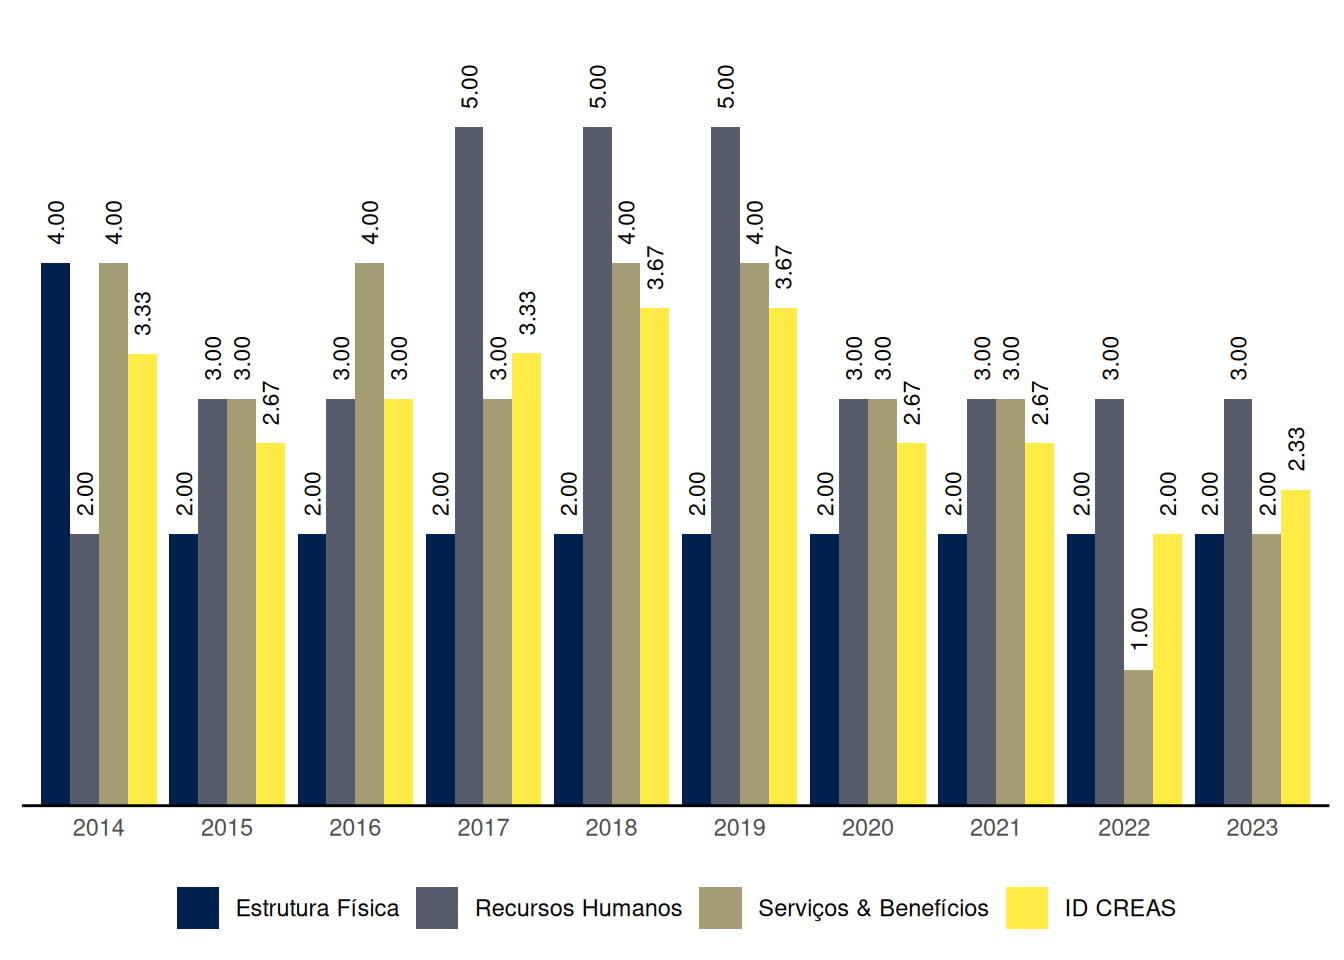 5.00 5.00 5.00
4.00 4.00 4.00 4.00 4.00
3.33 3.33 3.67 3.67
3.00 3.00 3.00 3.00 3.00 3.00 3.00 3.00 3.00 3.00 3.00
2.67 2.67 2.67
2.33
2.00 2.00 2.00 2.00 2.00 2.00 2.00 2.00 2.00 2.00 2.00 2.00
1.00
2014 2015 2016 2017 2018 2019 2020 2021 2022 2023
Estrutura Física Recursos Humanos Serviços & Benefícios ID CREAS